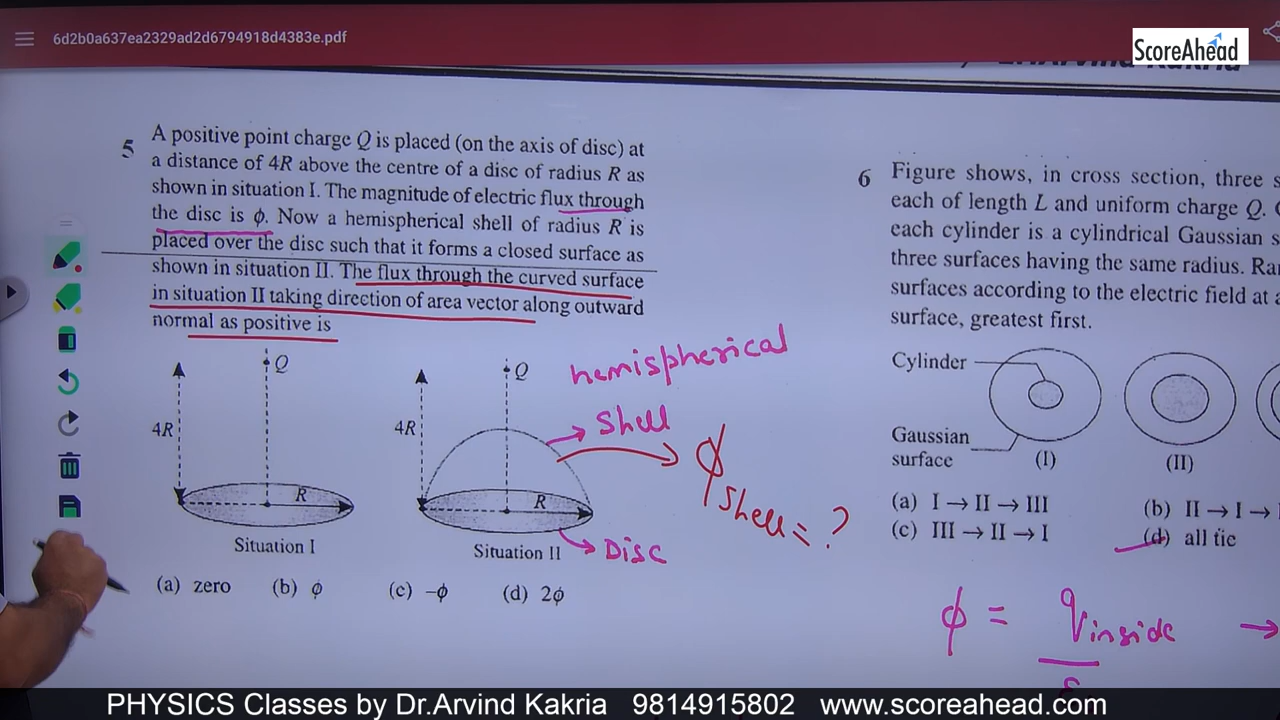 6d2b0a637ea2329ad2d6794918d4383e.pdf
ScoreAhead
5
A positive point charge Q is placed (on the axis of disc) at
a distance of 4R above the centre of a disc of radius R as
shown in situation I. The magnitude of electric flux through
the disc is ϕ. Now a hemispherical shell of radius R is
placed over the disc such that it forms a closed surface as
shown in situation II. The flux through the curved surface
in situation II taking direction of area vector along outward
normal as positive is
Q
4R
R
Situation I
Q
4R
R
Situation II
hemispherical
Shell
ϕ shell = ?
Disc
(a) zero (b) ϕ (c) –ϕ (d) 2ϕ
6
Figure shows, in cross section, three
each of length L and uniform charge Q.
each cylinder is a cylindrical Gaussian
three surfaces having the same radius.
surfaces according to the electric field at
surface, greatest first.
Cylinder
Gaussian
surface
(I)
(II)
(a) I → II → III
(b) II → I →
(c) III → II → I
(d) all tie
ϕ = q inside →
PHYSICS Classes by Dr.Arvind Kakria 9814915802 www.scoreahead.com